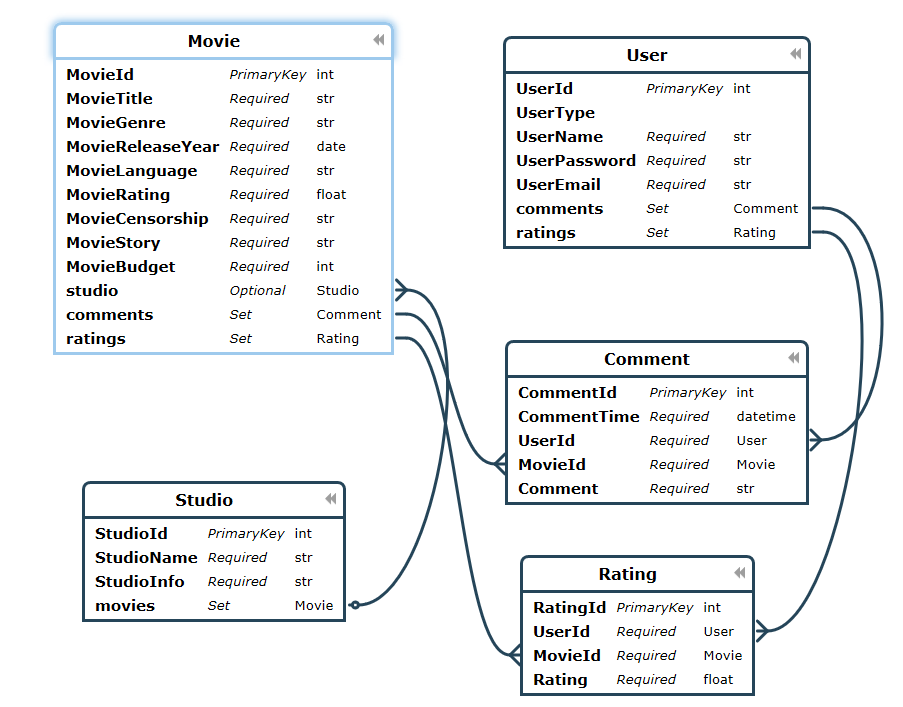 Movie
MovieId PrimaryKey int
MovieTitle Required str
MovieGenre Required str
MovieReleaseYear Required date
MovieLanguage Required str
MovieRating Required float
MovieCensorship Required str
MovieStory Required str
MovieBudget Required int
studio Optional Studio
comments Set Comment
ratings Set Rating
User
UserId PrimaryKey int
UserType
UserName Required str
UserPassword Required str
UserEmail Required str
comments Set Comment
ratings Set Rating
Comment
CommentId PrimaryKey int
CommentTime Required datetime
UserId Required User
MovieId Required Movie
Comment Required str
Studio
StudioId PrimaryKey int
StudioName Required str
StudioInfo Required str
movies Set Movie
Rating
RatingId PrimaryKey int
UserId Required User
MovieId Required Movie
Rating Required float